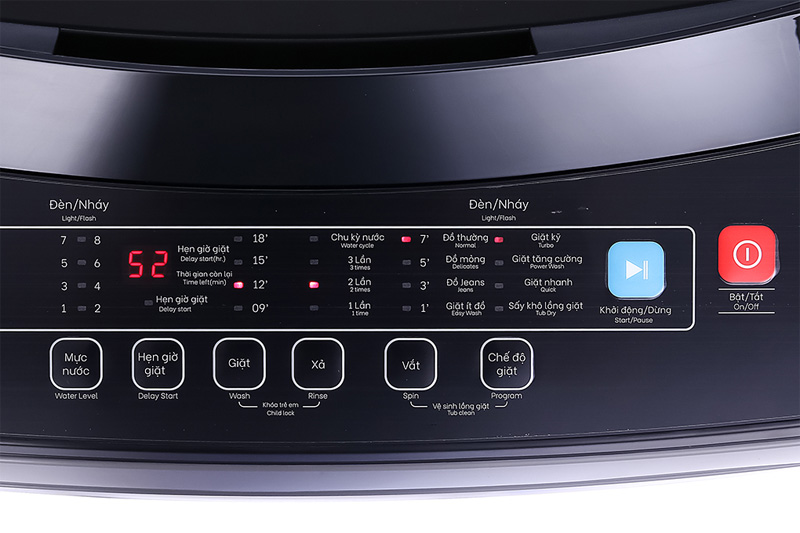 Đèn/Nháy
Light/Flash
Đèn/Nháy
Light/Flash
7 8
5 6
3 4
1 2
52
Hẹn giờ giặt
Delay start(hr.)
Thời gian còn lại
Time left(min)
Hẹn giờ giặt
Delay start
18'
15'
12'
09'
Chu kỳ nước
Water cycle
3 Lần
3 times
2 Lần
2 times
1 Lần
1 time
7'
5'
3'
1'
Đồ thường
Normal
Đồ mỏng
Delicates
Đồ Jeans
Jeans
Giặt ít đồ
Easy Wash
Giặt kỹ
Turbo
Giặt tăng cường
Power Wash
Giặt nhanh
Quick
Sấy khô lồng giặt
Tub Dry
Khởi động/Dừng
Start/Pause
Bật/Tắt
On/Off
Mực
nước
Water Level
Hẹn giờ
giặt
Delay Start
Giặt
Wash
Xả
Rinse
Khóa trẻ em
Child lock
Vắt
Spin
Chế độ
giặt
Program
Vệ sinh lồng giặt
Tub clean